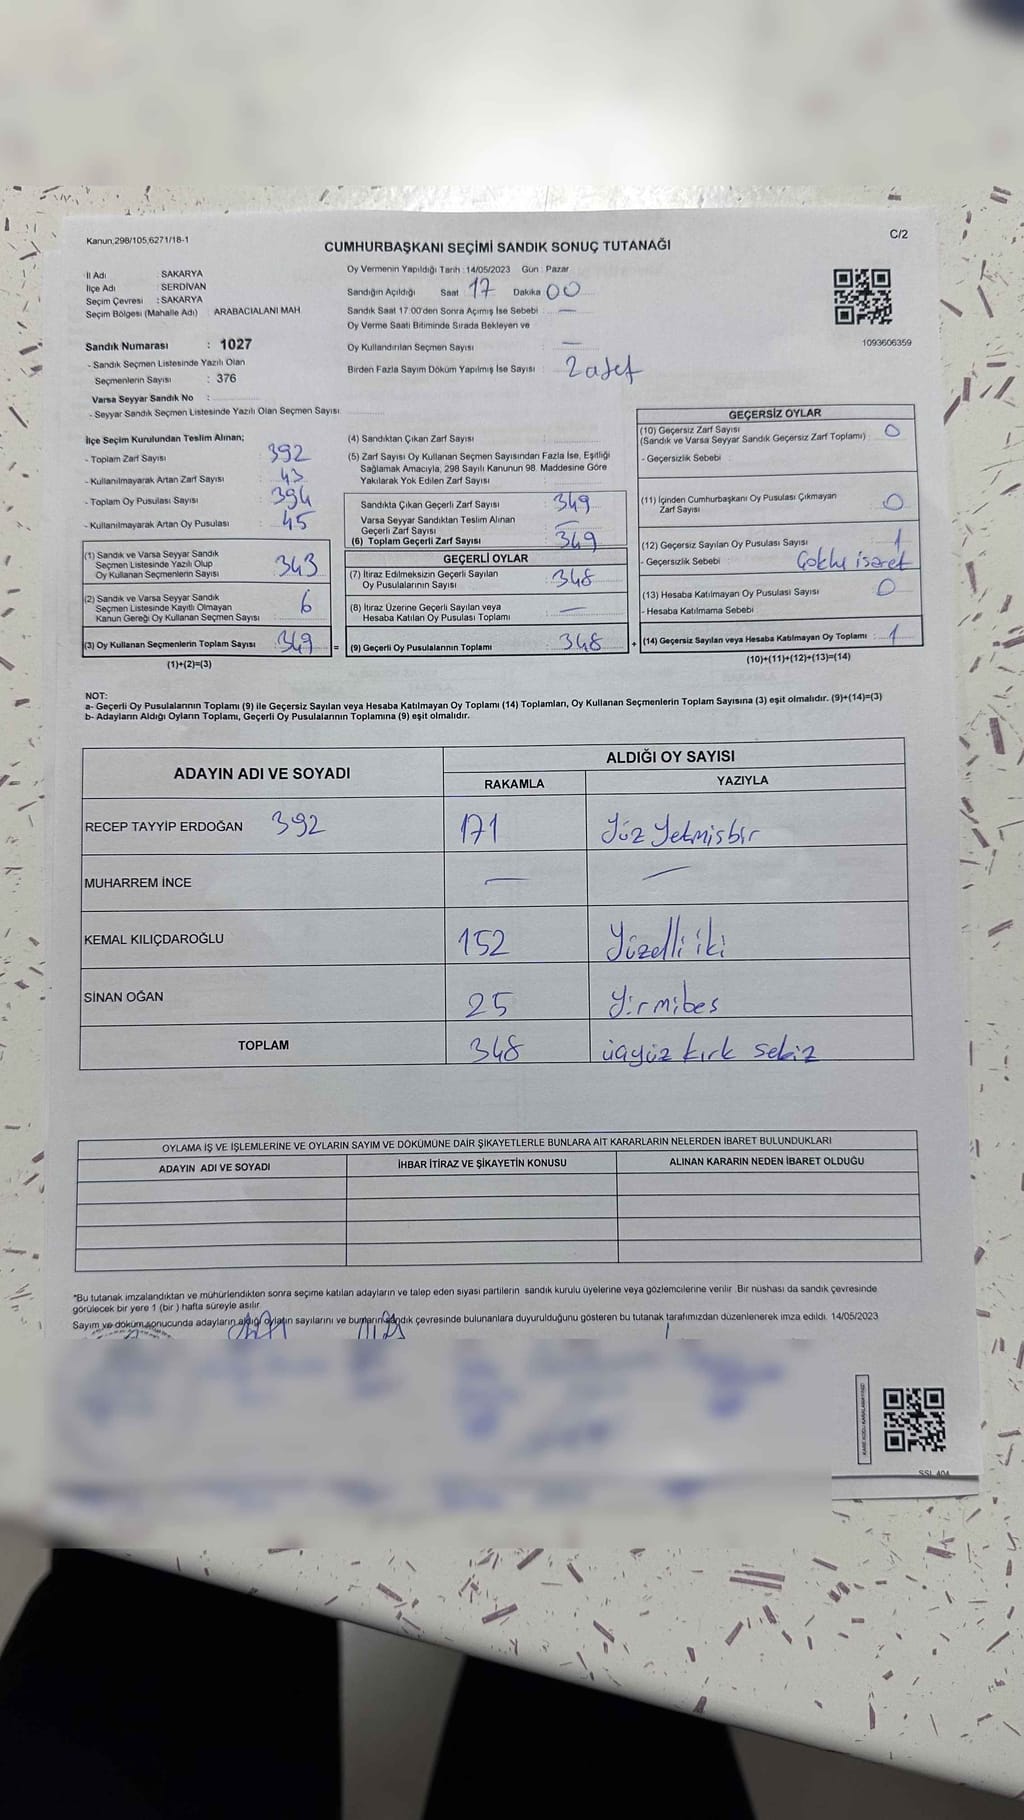 Kanun,298/105,6271/18-1
C/2
CUMHURBAŞKANI SEÇİMİ SANDIK SONUÇ TUTANAĞI
İl Adı : SAKARYA
İlçe Adı : SERDİVAN
Seçim Çevresi : SAKARYA
Seçim Bölgesi (Mahalle Adı) ARABACIALANI MAH
Sandık Numarası : 1027
- Sandık Seçmen Listesinde Yazılı Olan
Seçmenlerin Sayısı : 376
Varsa Seyyar Sandık No :
- Seyyar Sandık Seçmen Listesinde Yazılı Olan Seçmen Sayısı
Oy Vermenin Yapıldığı Tarih : 14/05/2023 Gün : Pazar
Sandığın Açıldığı Saat 17 Dakika 00
Sandık Saat 17:00'den Sonra Açımış İse Sebebi : —
Oy Verme Saati Bitiminde Sırada Bekleyen ve
Oy Kullandırılan Seçmen Sayısı : —
Birden Fazla Sayım Döküm Yapılmış İse Sayısı : 2 adet
1093606359
İlçe Seçim Kurulundan Teslim Alınan;
- Toplam Zarf Sayısı : 392
- Kullanılmayarak Artan Zarf Sayısı : 43
- Toplam Oy Pusulası Sayısı : 394
- Kullanılmayarak Artan Oy Pusulası : 45
(1) Sandık ve Varsa Seyyar Sandık
Seçmen Listesinde Yazılı Olup
Oy Kullanan Seçmenlerin Sayısı : 343
(2) Sandık ve Varsa Seyyar Sandık
Seçmen Listesinde Kayıtlı Olmayan
Kanun Gereği Oy Kullanan Seçmen Sayısı : 6
(3) Oy Kullanan Seçmenlerin Toplam Sayısı : 349 =
(1)+(2)=(3)
(4) Sandıktan Çıkan Zarf Sayısı :
(5) Zarf Sayısı Oy Kullanan Seçmen Sayısından Fazla İse, Eşitliği
Sağlamak Amacıyla, 298 Sayılı Kanunun 98. Maddesine Göre
Yakılarak Yok Edilen Zarf Sayısı :
Sandıkta Çıkan Geçerli Zarf Sayısı : 349
Varsa Seyyar Sandıktan Teslim Alınan
Geçerli Zarf Sayısı : —
(6) Toplam Geçerli Zarf Sayısı : 349
GEÇERLİ OYLAR
(7) İtiraz Edilmeksizin Geçerli Sayılan
Oy Pusulalarının Sayısı : 348
(8) İtiraz Üzerine Geçerli Sayılan veya
Hesaba Katılan Oy Pusulası Toplamı : —
(9) Geçerli Oy Pusulalarının Toplamı : 348 +
GEÇERSİZ OYLAR
(10) Geçersiz Zarf Sayısı : 0
(Sandık ve Varsa Seyyar Sandık Geçersiz Zarf Toplamı)
- Geçersizlik Sebebi :
(11) İçinden Cumhurbaşkanı Oy Pusulası Çıkmayan
Zarf Sayısı : 0
(12) Geçersiz Sayılan Oy Pusulası Sayısı : 1
- Geçersizlik Sebebi : Çoklu işaret
(13) Hesaba Katılmayan Oy Pusulası Sayısı : 0
- Hesaba Katılmama Sebebi :
(14) Geçersiz Sayılan veya Hesaba Katılmayan Oy Toplamı : 1
(10)+(11)+(12)+(13)=(14)
NOT:
a- Geçerli Oy Pusulalarının Toplamı (9) ile Geçersiz Sayılan veya Hesaba Katılmayan Oy Toplamı (14) Toplamları, Oy Kullanan Seçmenlerin Toplam Sayısına (3) eşit olmalıdır. (9)+(14)=(3)
b- Adayların Aldığı Oyların Toplamı, Geçerli Oy Pusulalarının Toplamına (9) eşit olmalıdır.
ADAYIN ADI VE SOYADI ALDIĞI OY SAYISI
RAKAMLA YAZIYLA
RECEP TAYYİP ERDOĞAN 392 171 Yüz Yetmişbir
MUHARREM İNCE — —
KEMAL KILIÇDAROĞLU 152 Yüzelli iki
SİNAN OĞAN 25 Yirmibeş
TOPLAM 348 üçyüz kırk sekiz
OYLAMA İŞ VE İŞLEMLERİNE VE OYLARIN SAYIM VE DÖKÜMÜNE DAİR ŞİKAYETLERLE BUNLARA AİT KARARLARIN NELERDEN İBARET BULUNDUKLARI
ADAYIN ADI VE SOYADI İHBAR İTİRAZ VE ŞİKAYETİN KONUSU ALINAN KARARIN NEDEN İBARET OLDUĞU
*Bu tutanak imzalandıktan ve mühürlendikten sonra seçime katılan adayların ve talep eden siyasi partilerin sandık kurulu üyelerine veya gözlemcilerine verilir. Bir nüshası da sandık çevresinde
görülecek bir yere 1 (bir ) hafta süreyle asılır.
Sayım ve döküm sonucunda adayların aldığı oyların sayılarını ve bunların sandık çevresinde bulunanlara duyurulduğunu gösteren bu tutanak tarafımızdan düzenlenerek imza edildi. 14/05/2023
KARE KODU KARALAMAYINIZ!
SSL 404